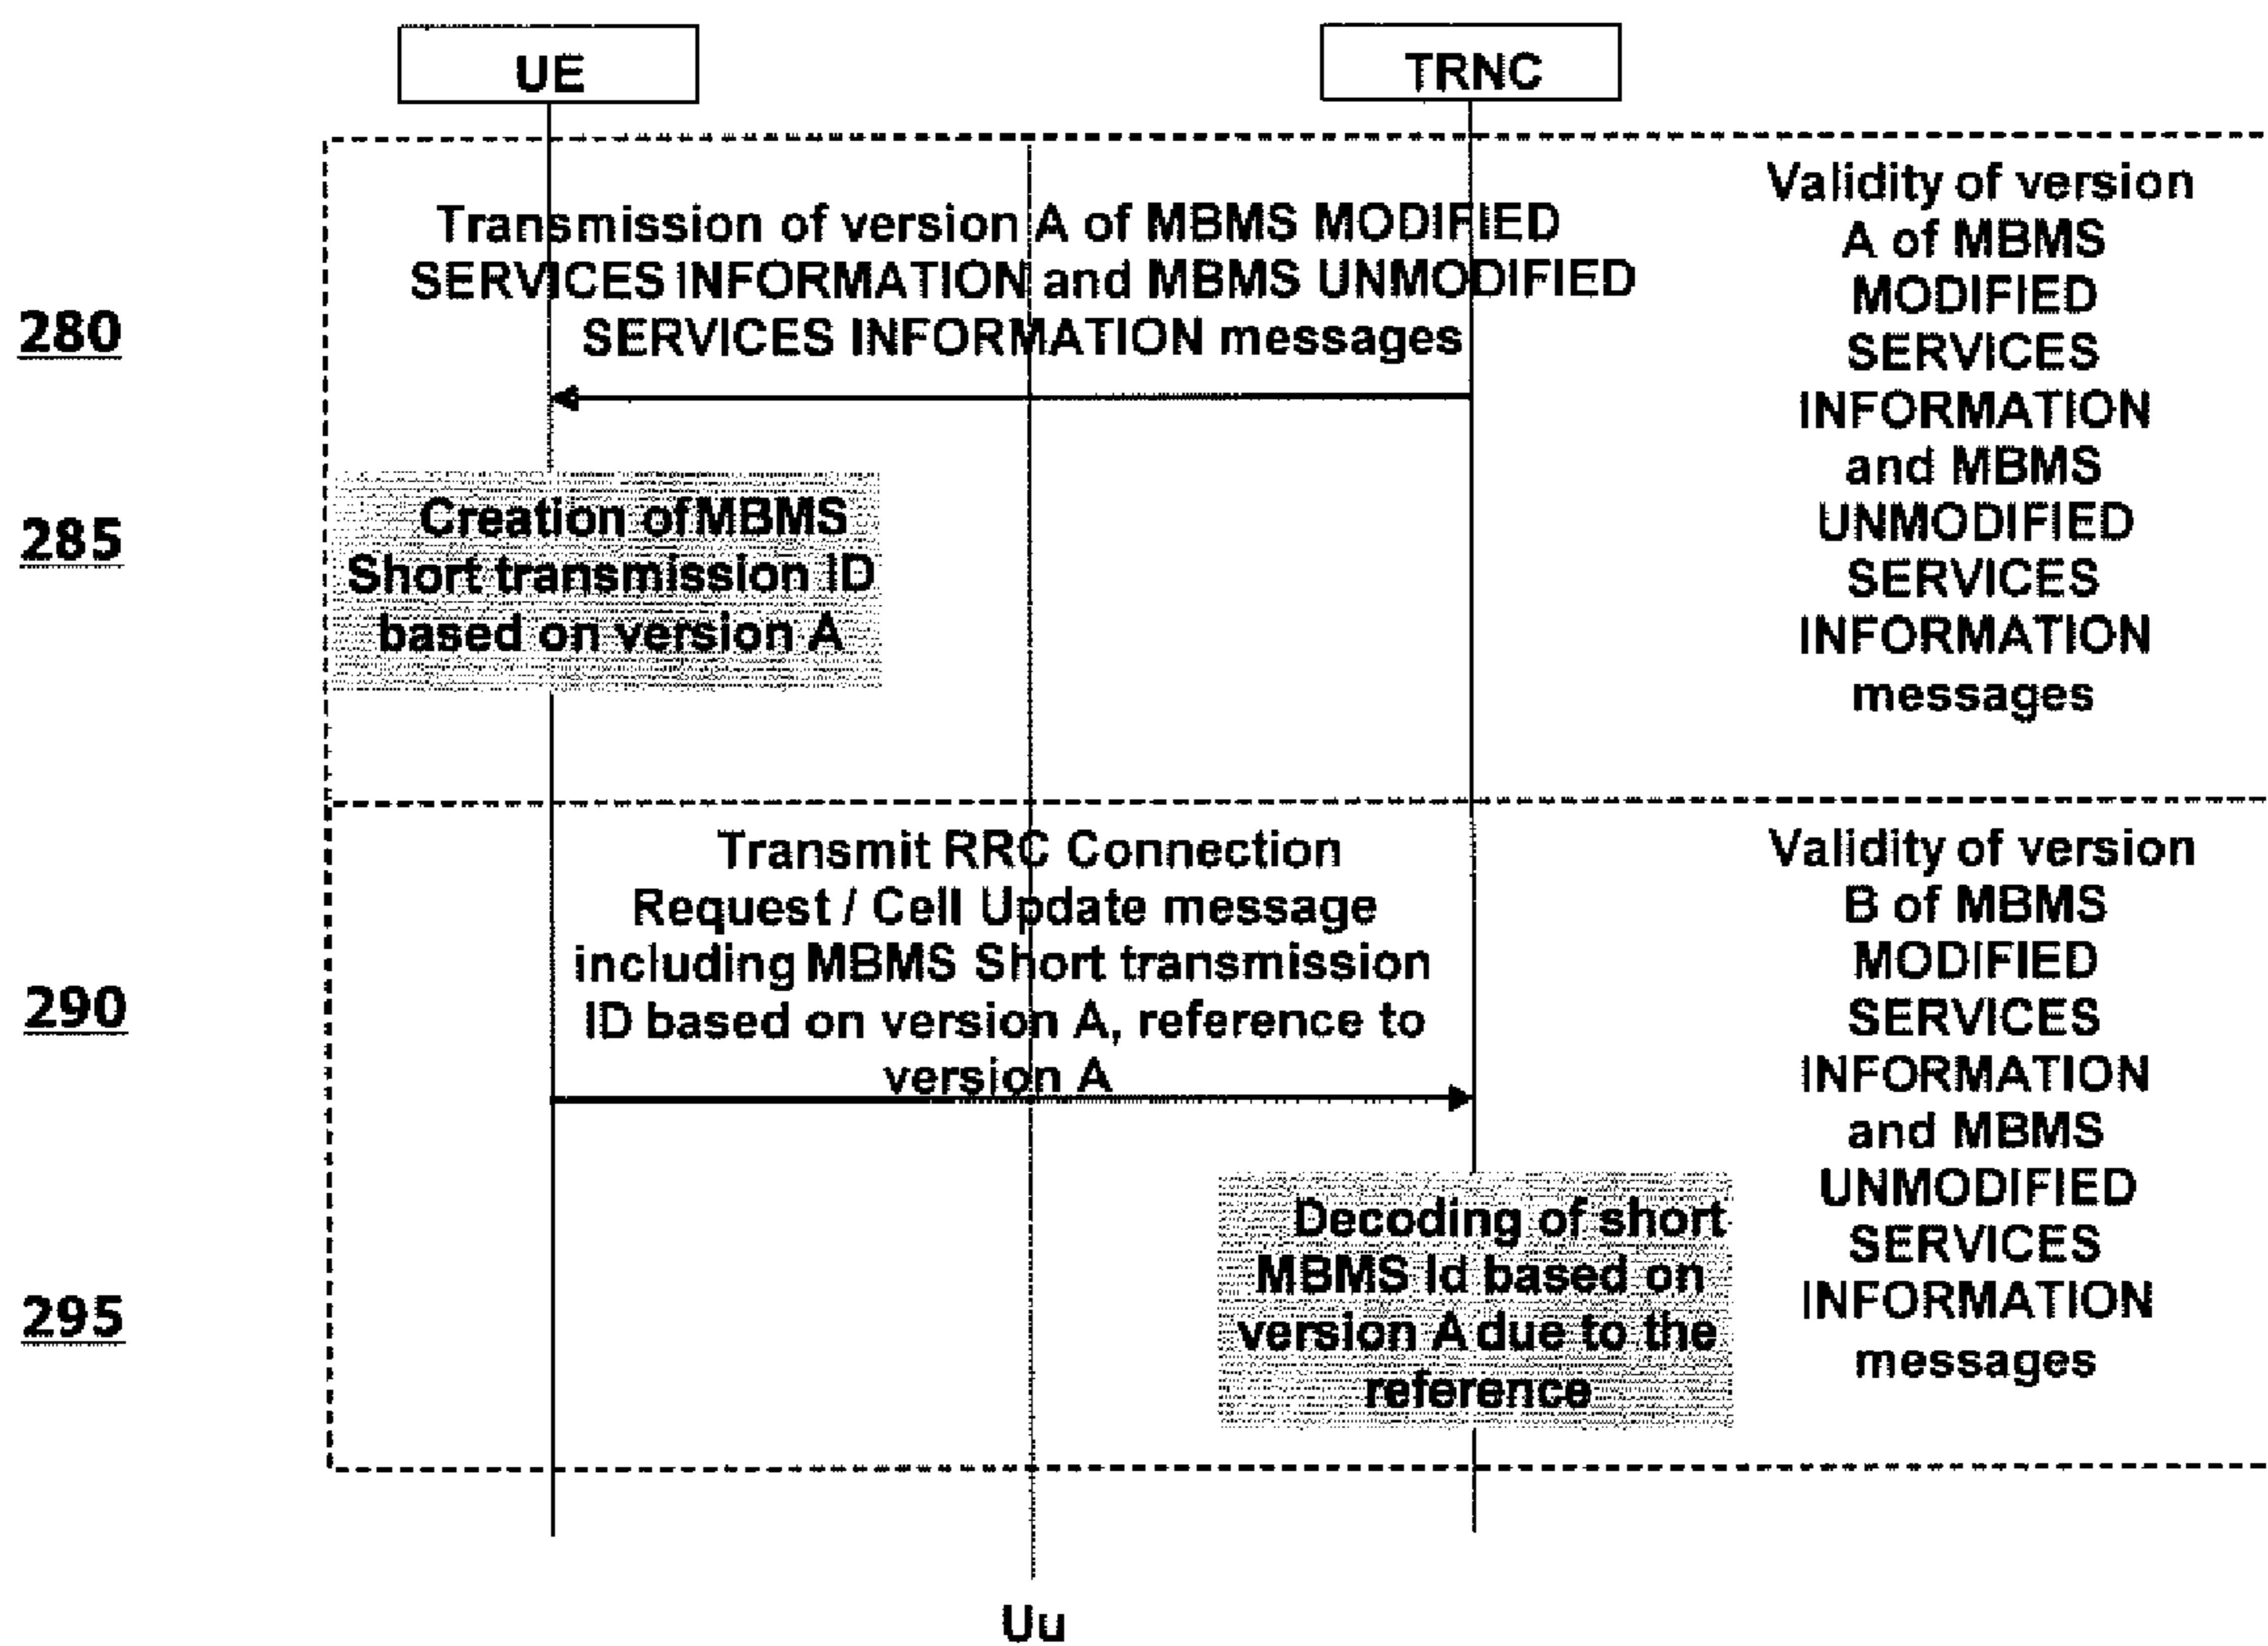 UE
TRNC
Transmission of version A of MBMS MODIFIED
SERVICES INFORMATION and MBMS UNMODIFIED
SERVICES INFORMATION messages
280
Validity of version
A of MBMS
MODIFIED
SERVICES
INFORMATION
and MBMS
UNMODIFIED
SERVICES
INFORMATION
messages
285
Creation of MBMS
Short transmission ID
based on version A
Transmit RRC Connection
Request / Cell Update message
including MBMS Short transmission
ID based on version A, reference to
version A
290
Validity of version
B of MBMS
MODIFIED
SERVICES
INFORMATION
and MBMS
UNMODIFIED
SERVICES
INFORMATION
messages
295
Decoding of short
MBMS Id based on
version A due to the
reference
Uu